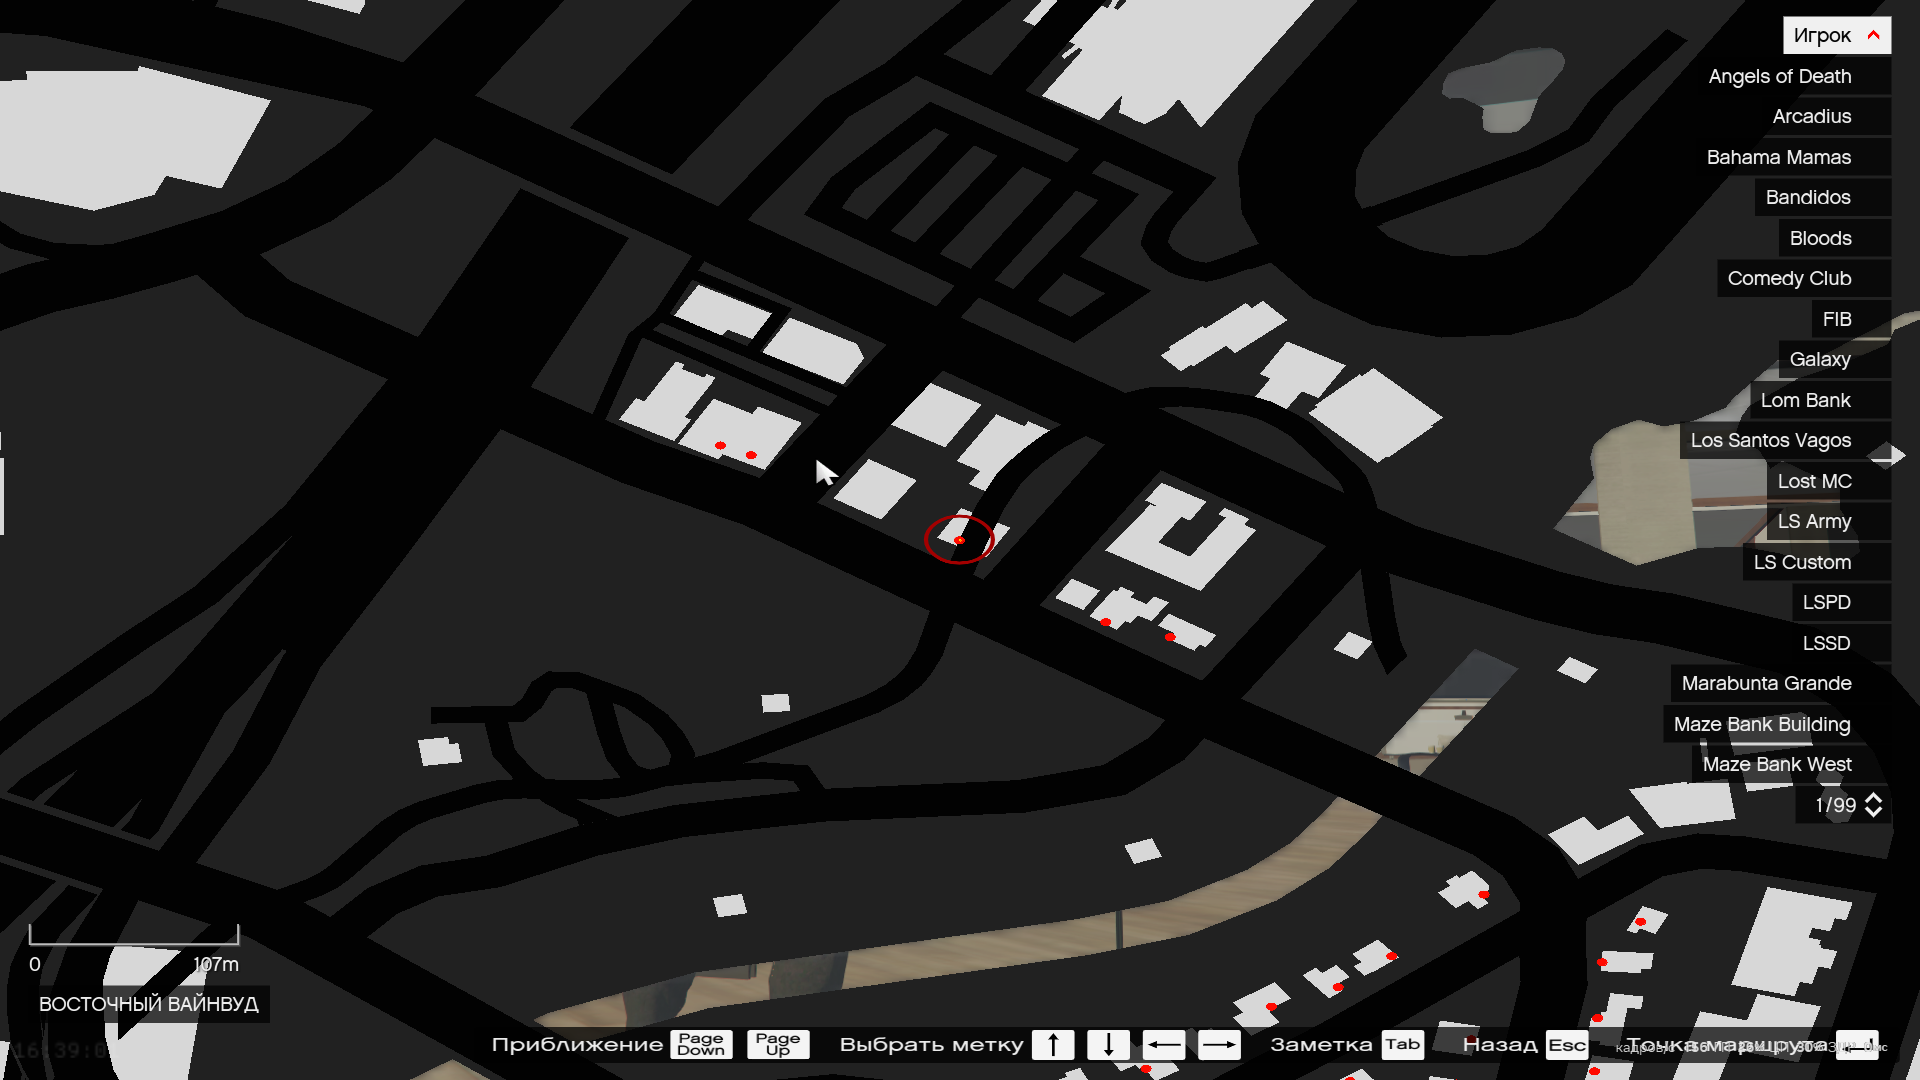 Игрок
Angels of Death
Arcadius
Bahama Mamas
Bandidos
Bloods
Comedy Club
FIB
Galaxy
Lom Bank
Los Santos Vagos
Lost MC
LS Army
LS Custom
LSPD
LSSD
Marabunta Grande
Maze Bank Building
Maze Bank West
1/99
0 107m
ВОСТОЧНЫЙ ВАЙНВУД
Приближение Page Down Page Up Выбрать метку Заметка Tab Назад Esc Точка маршрута